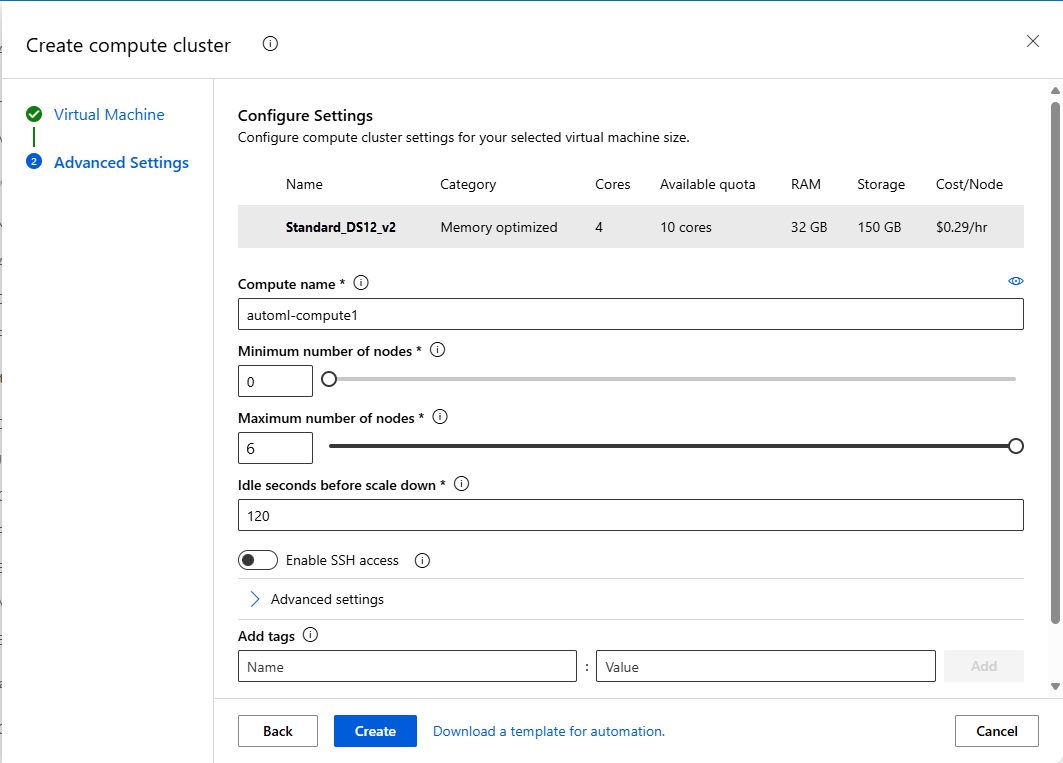 Create compute cluster
Virtual Machine
2 Advanced Settings
Configure Settings
Configure compute cluster settings for your selected virtual machine size.
Name Category Cores Available quota RAM Storage Cost/Node
Standard_DS12_v2 Memory optimized 4 10 cores 32 GB 150 GB $0.29/hr
Compute name *
automl-compute1
Minimum number of nodes *
0
Maximum number of nodes *
6
Idle seconds before scale down *
120
Enable SSH access
Advanced settings
Add tags
Name : Value Add
Back Create Download a template for automation. Cancel